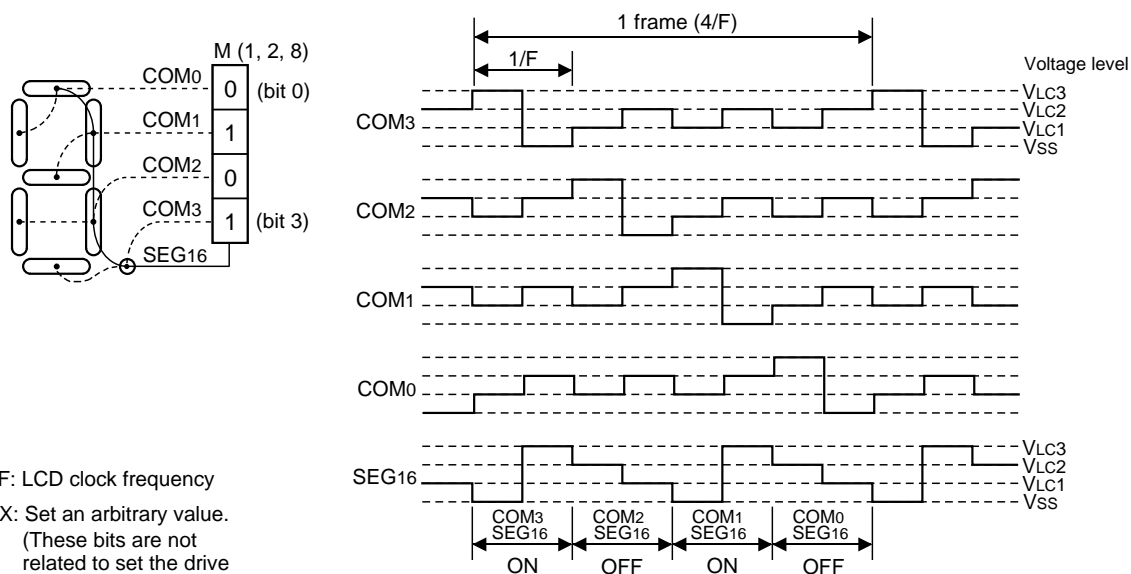 1 frame (4/F)
1/F
Voltage level
M (1, 2, 8)
COM0
0
(bit 0)
COM1
1
COM2
0
COM3
1
(bit 3)
SEG16
COM3
VLC3
VLC2
VLC1
VSS
COM2
COM1
COM0
SEG16
VLC3
VLC2
VLC1
VSS
COM3 COM2 COM1 COM0
SEG16 SEG16 SEG16 SEG16
ON OFF ON OFF
F: LCD clock frequency
X: Set an arbitrary value.
(These bits are not
related to set the drive